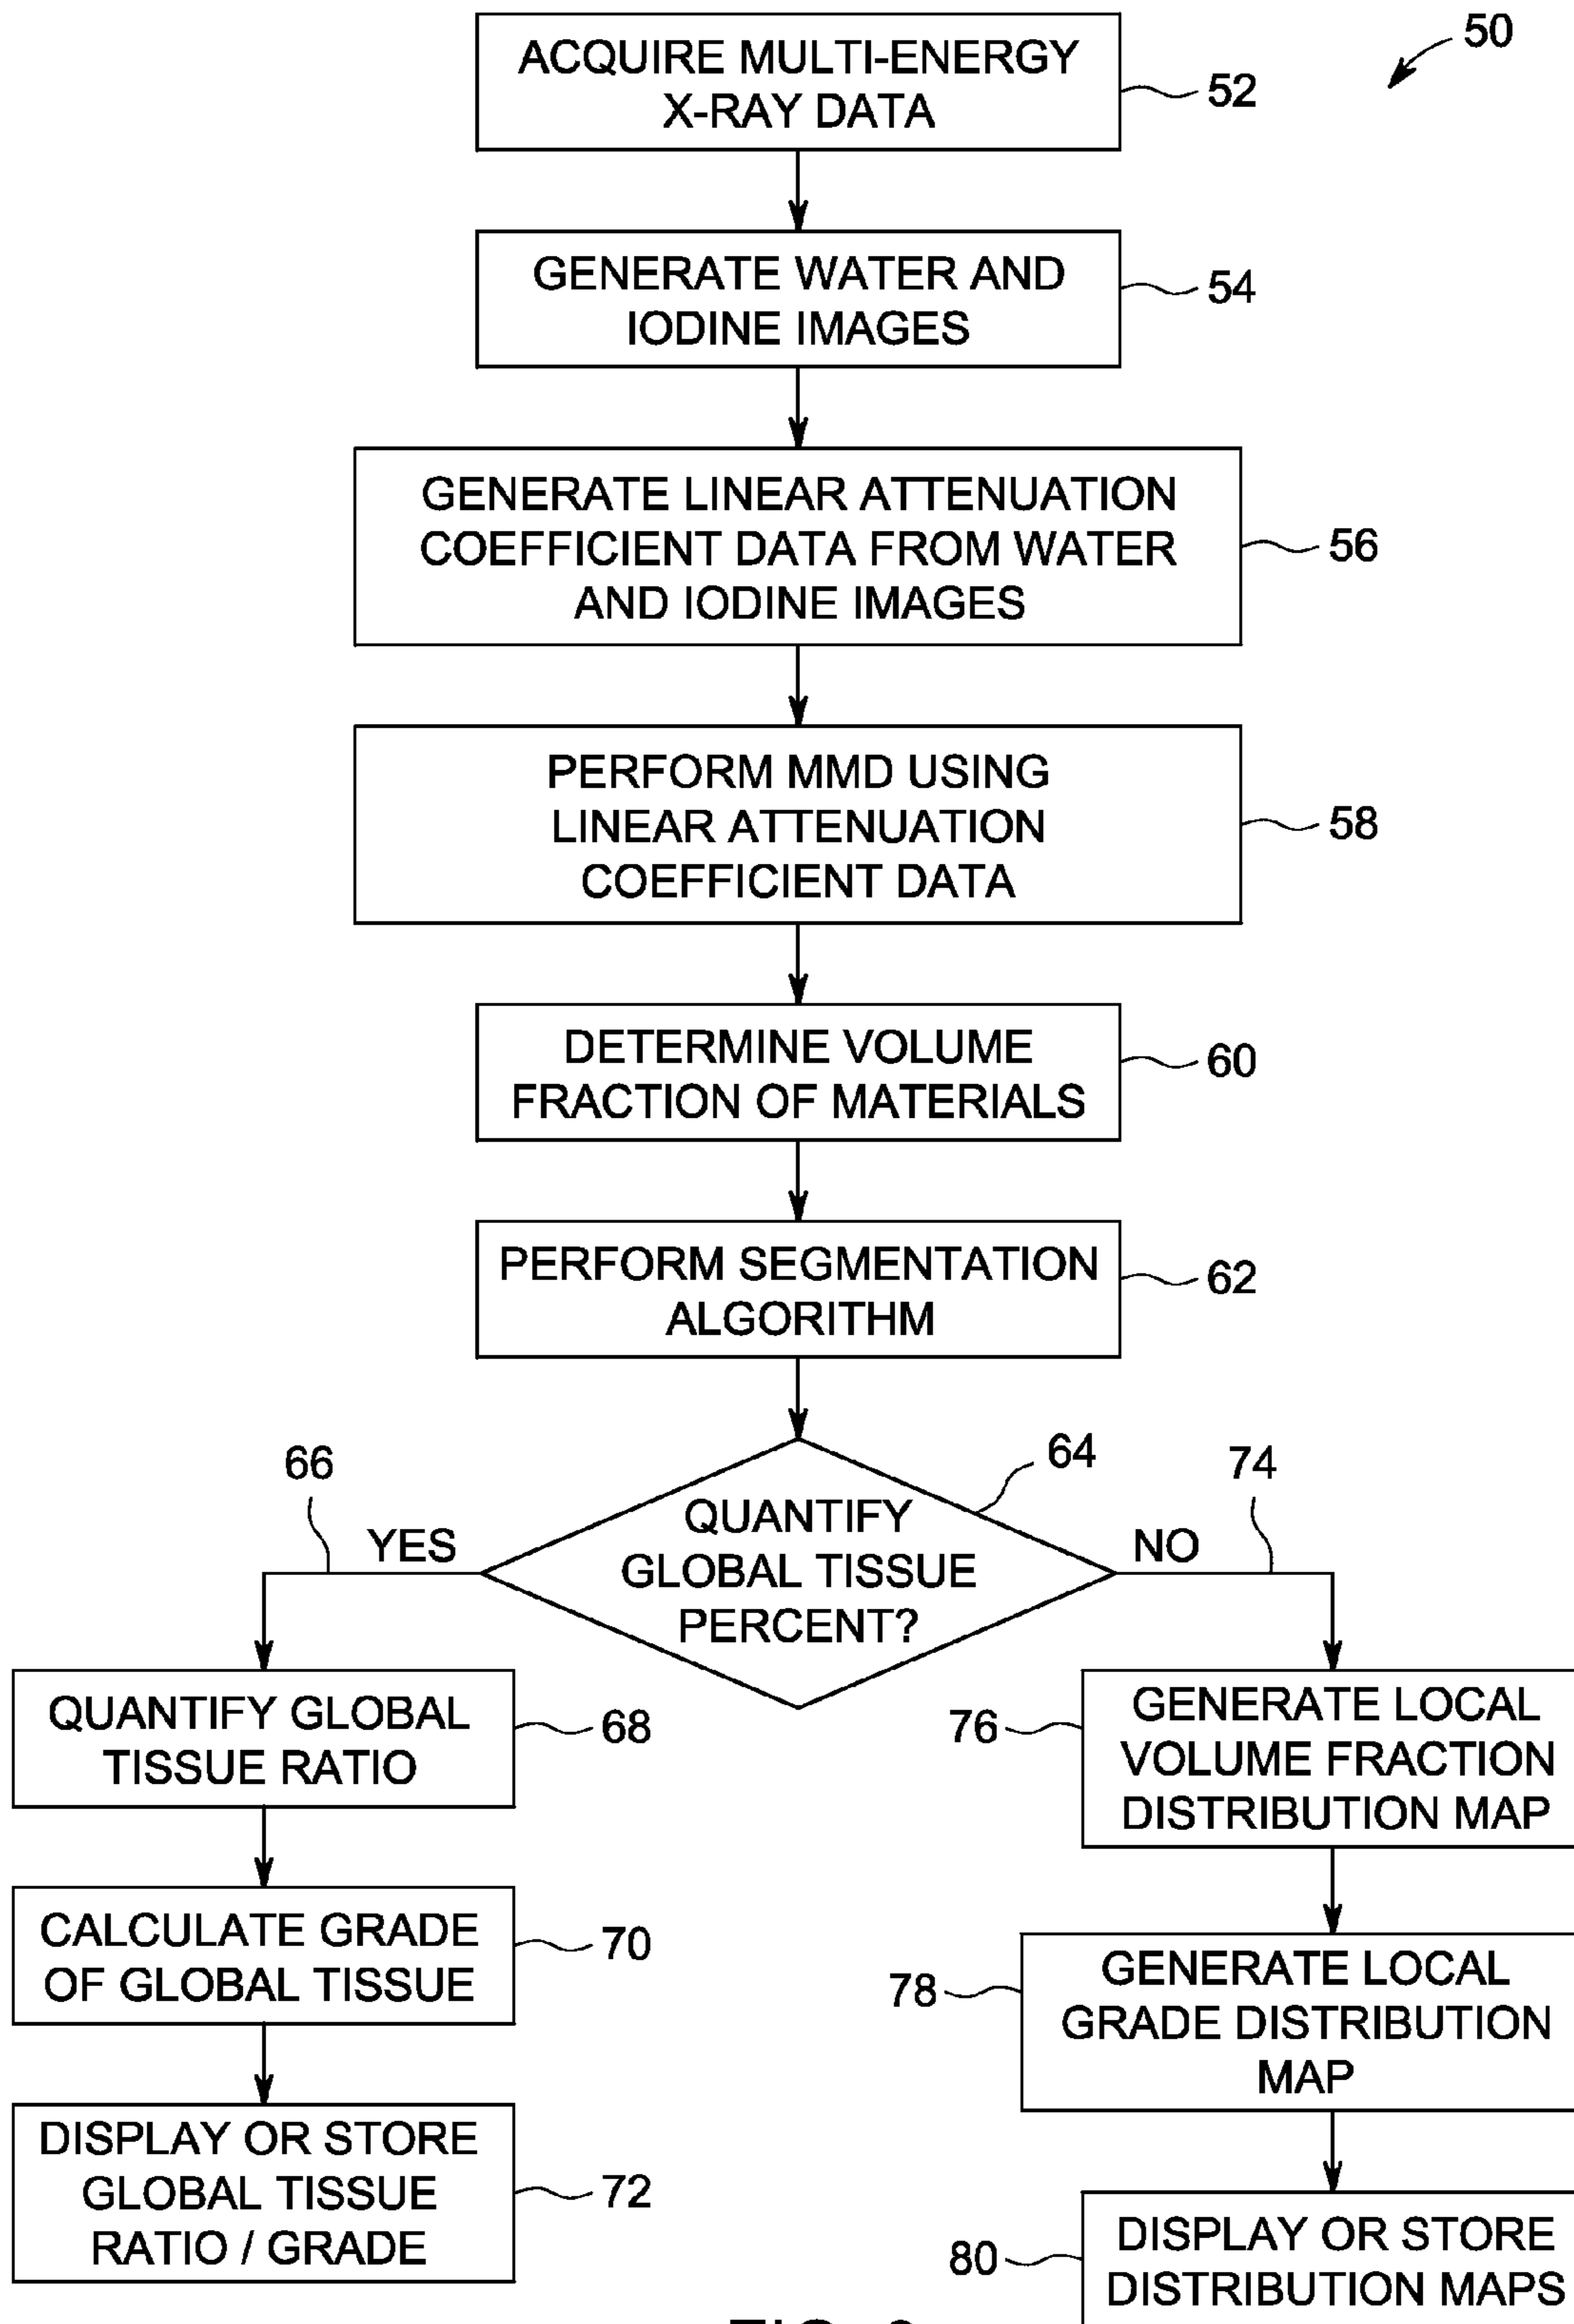 50
ACQUIRE MULTI-ENERGY
X-RAY DATA
52
GENERATE WATER AND
IODINE IMAGES
54
GENERATE LINEAR ATTENUATION
COEFFICIENT DATA FROM WATER
AND IODINE IMAGES
56
PERFORM MMD USING
LINEAR ATTENUATION
COEFFICIENT DATA
58
DETERMINE VOLUME
FRACTION OF MATERIALS
60
PERFORM SEGMENTATION
ALGORITHM
62
64
QUANTIFY
GLOBAL TISSUE
PERCENT?
66
YES
74
NO
QUANTIFY GLOBAL
TISSUE RATIO
68
CALCULATE GRADE
OF GLOBAL TISSUE
70
DISPLAY OR STORE
GLOBAL TISSUE
RATIO / GRADE
72
76
GENERATE LOCAL
VOLUME FRACTION
DISTRIBUTION MAP
78
GENERATE LOCAL
GRADE DISTRIBUTION
MAP
80
DISPLAY OR STORE
DISTRIBUTION MAPS